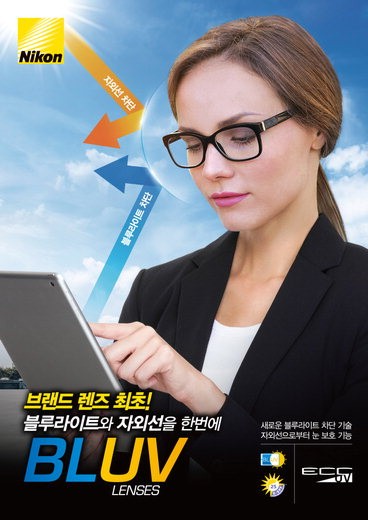 Nikon
자외선 차단
블루라이트 차단
브랜드 렌즈 최초!
블루라이트와 자외선을 한번에
BLUV
LENSES
새로운 블루라이트 차단 기술
자외선으로부터 눈 보호 기능
ECC
UV